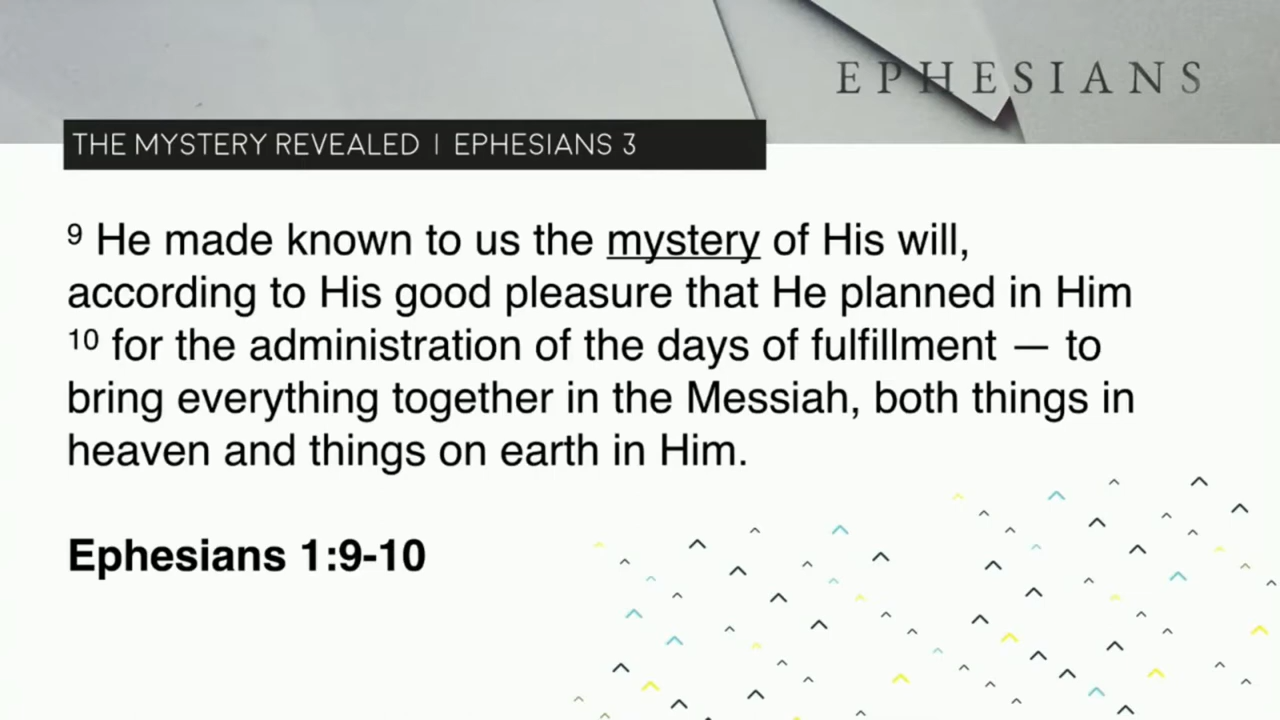 EPHESIANS
THE MYSTERY REVEALED | EPHESIANS 3
⁹ He made known to us the mystery of His will,
according to His good pleasure that He planned in Him
¹⁰ for the administration of the days of fulfillment — to
bring everything together in the Messiah, both things in
heaven and things on earth in Him.
Ephesians 1:9-10